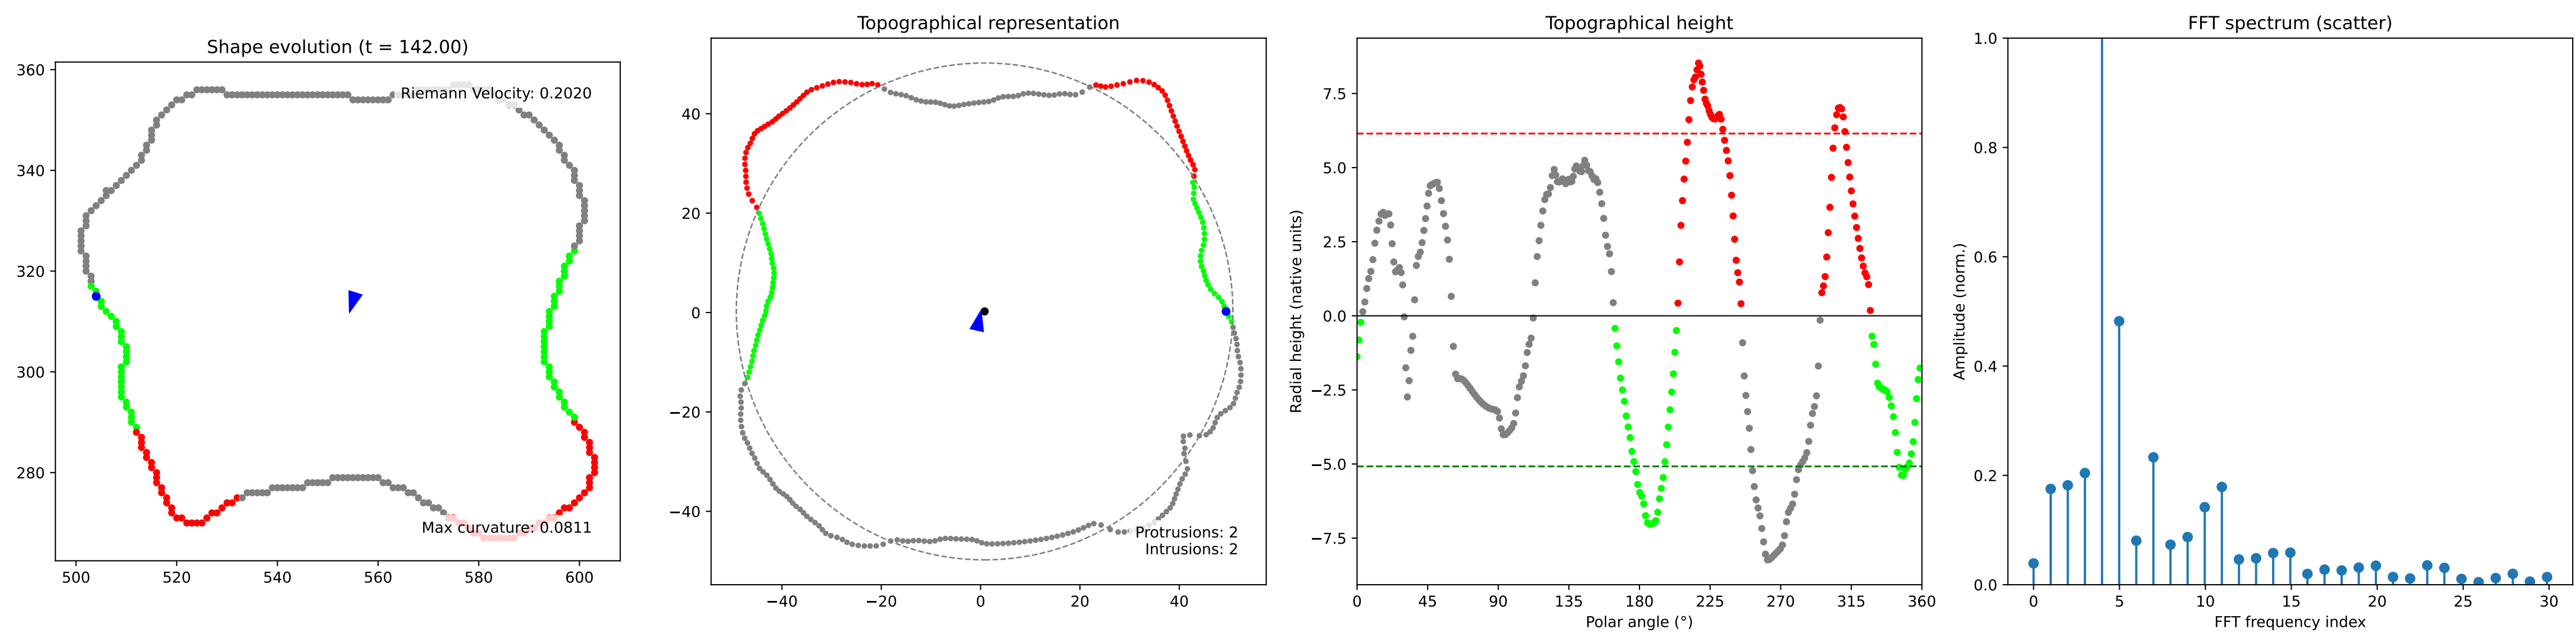 Shape evolution (t = 142.00)
360
340
320
300
280
500 520 540 560 580 600
Riemann Velocity: 0.2020
Max curvature: 0.0811
Topographical representation
40
20
0
−20
−40
−40 −20 0 20 40
Protrusions: 2
Intrusions: 2
Topographical height
Radial height (native units)
7.5
5.0
2.5
0.0
−2.5
−5.0
−7.5
0 45 90 135 180 225 270 315 360
Polar angle (°)
FFT spectrum (scatter)
Amplitude (norm.)
1.0
0.8
0.6
0.4
0.2
0.0
0 5 10 15 20 25 30
FFT frequency index